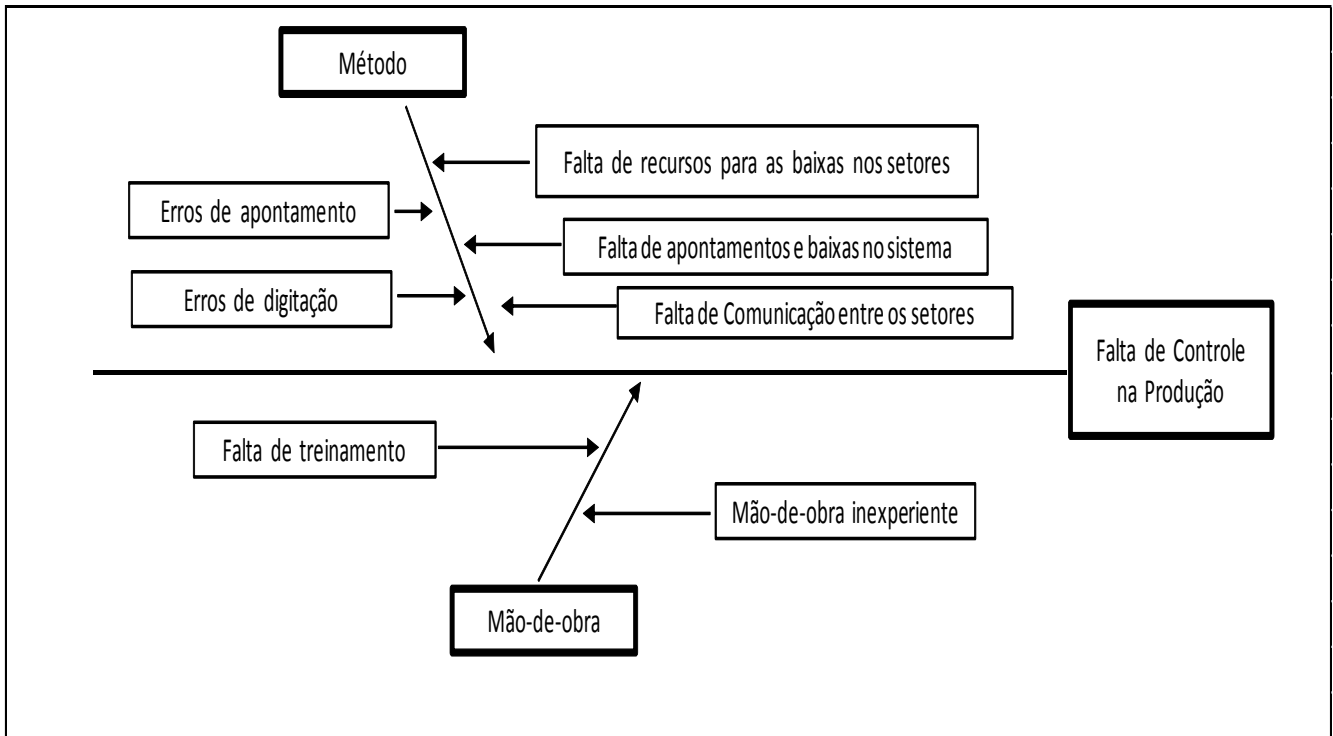 Método
Falta de recursos para as baixas nos setores
Erros de apontamento
Falta de apontamentos e baixas no sistema
Erros de digitação
Falta de Comunicação entre os setores
Falta de Controle
na Produção
Falta de treinamento
Mão-de-obra inexperiente
Mão-de-obra